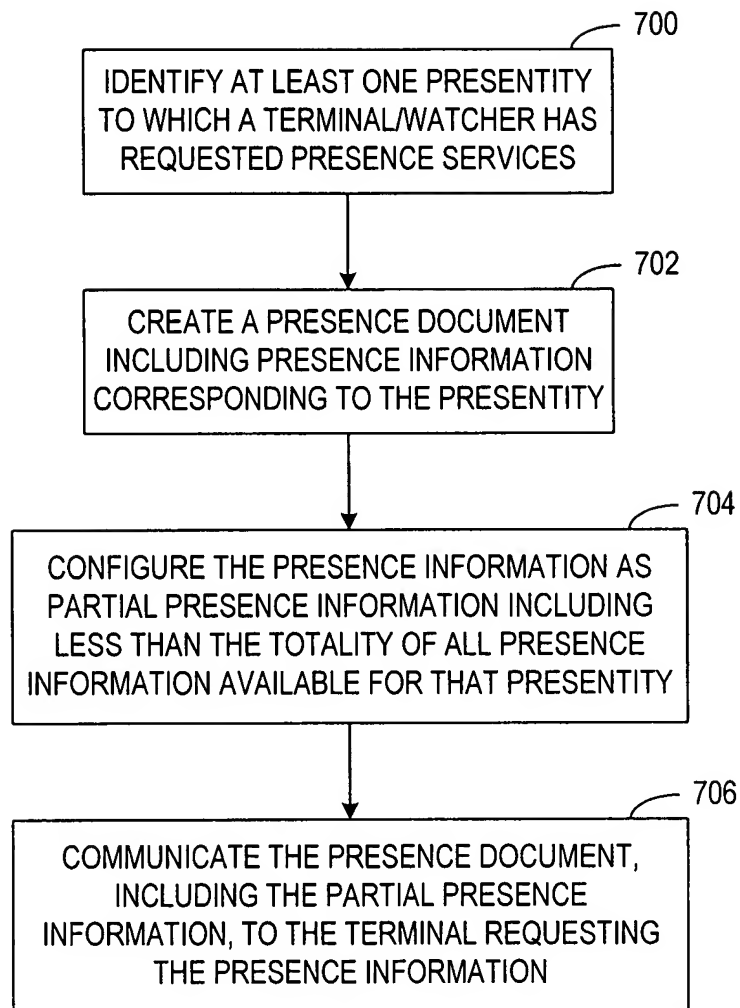 700
IDENTIFY AT LEAST ONE PRESENTITY
TO WHICH A TERMINAL/WATCHER HAS
REQUESTED PRESENCE SERVICES
702
CREATE A PRESENCE DOCUMENT
INCLUDING PRESENCE INFORMATION
CORRESPONDING TO THE PRESENTITY
704
CONFIGURE THE PRESENCE INFORMATION AS
PARTIAL PRESENCE INFORMATION INCLUDING
LESS THAN THE TOTALITY OF ALL PRESENCE
INFORMATION AVAILABLE FOR THAT PRESENTITY
706
COMMUNICATE THE PRESENCE DOCUMENT,
INCLUDING THE PARTIAL PRESENCE
INFORMATION, TO THE TERMINAL REQUESTING
THE PRESENCE INFORMATION